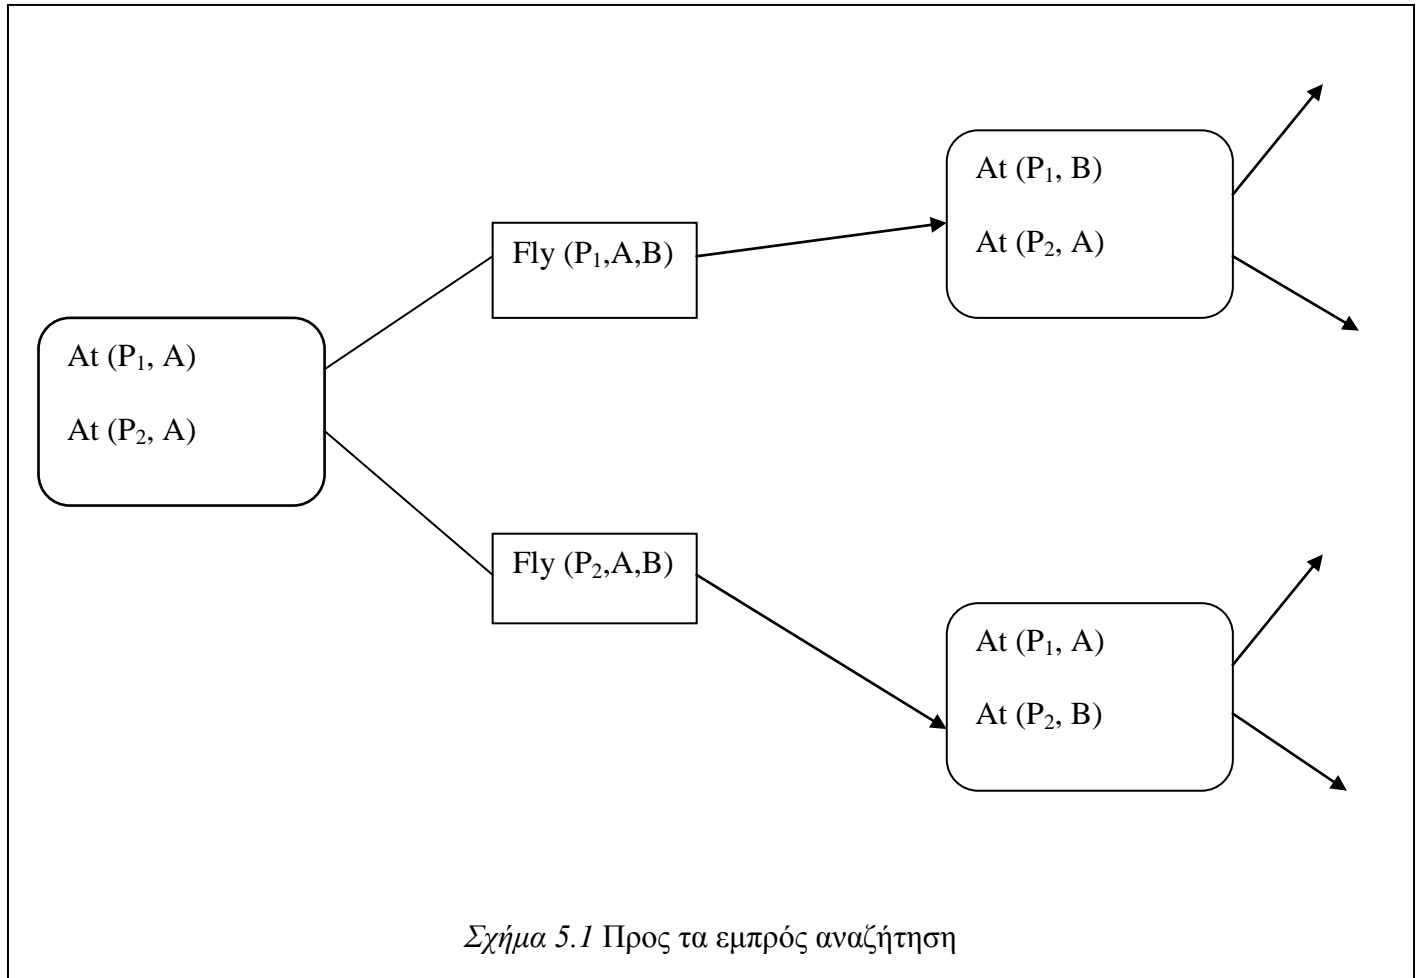 At (P₁, A)
At (P₂, A)
Fly (P₁,A,B)
Fly (P₂,A,B)
At (P₁, B)
At (P₂, A)
At (P₁, A)
At (P₂, B)
Σχήμα 5.1 Προς τα εμπρός αναζήτηση